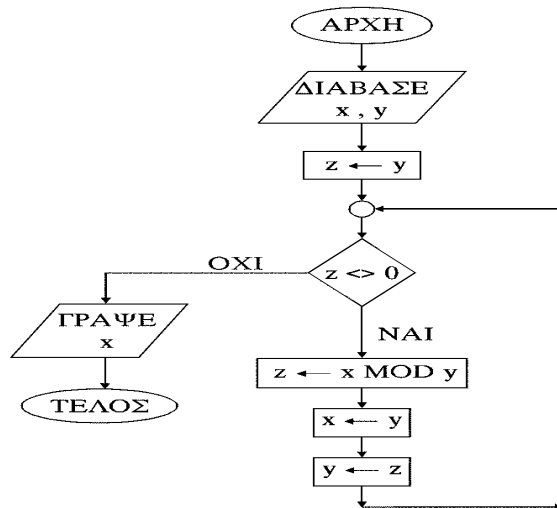 ΑΡΧΗ
ΔΙΑΒΑΣΕ
x , y
z ← y
z <> 0
ΟΧΙ
ΝΑΙ
ΓΡΑΨΕ
x
ΤΕΛΟΣ
z ← x MOD y
x ← y
y ← z